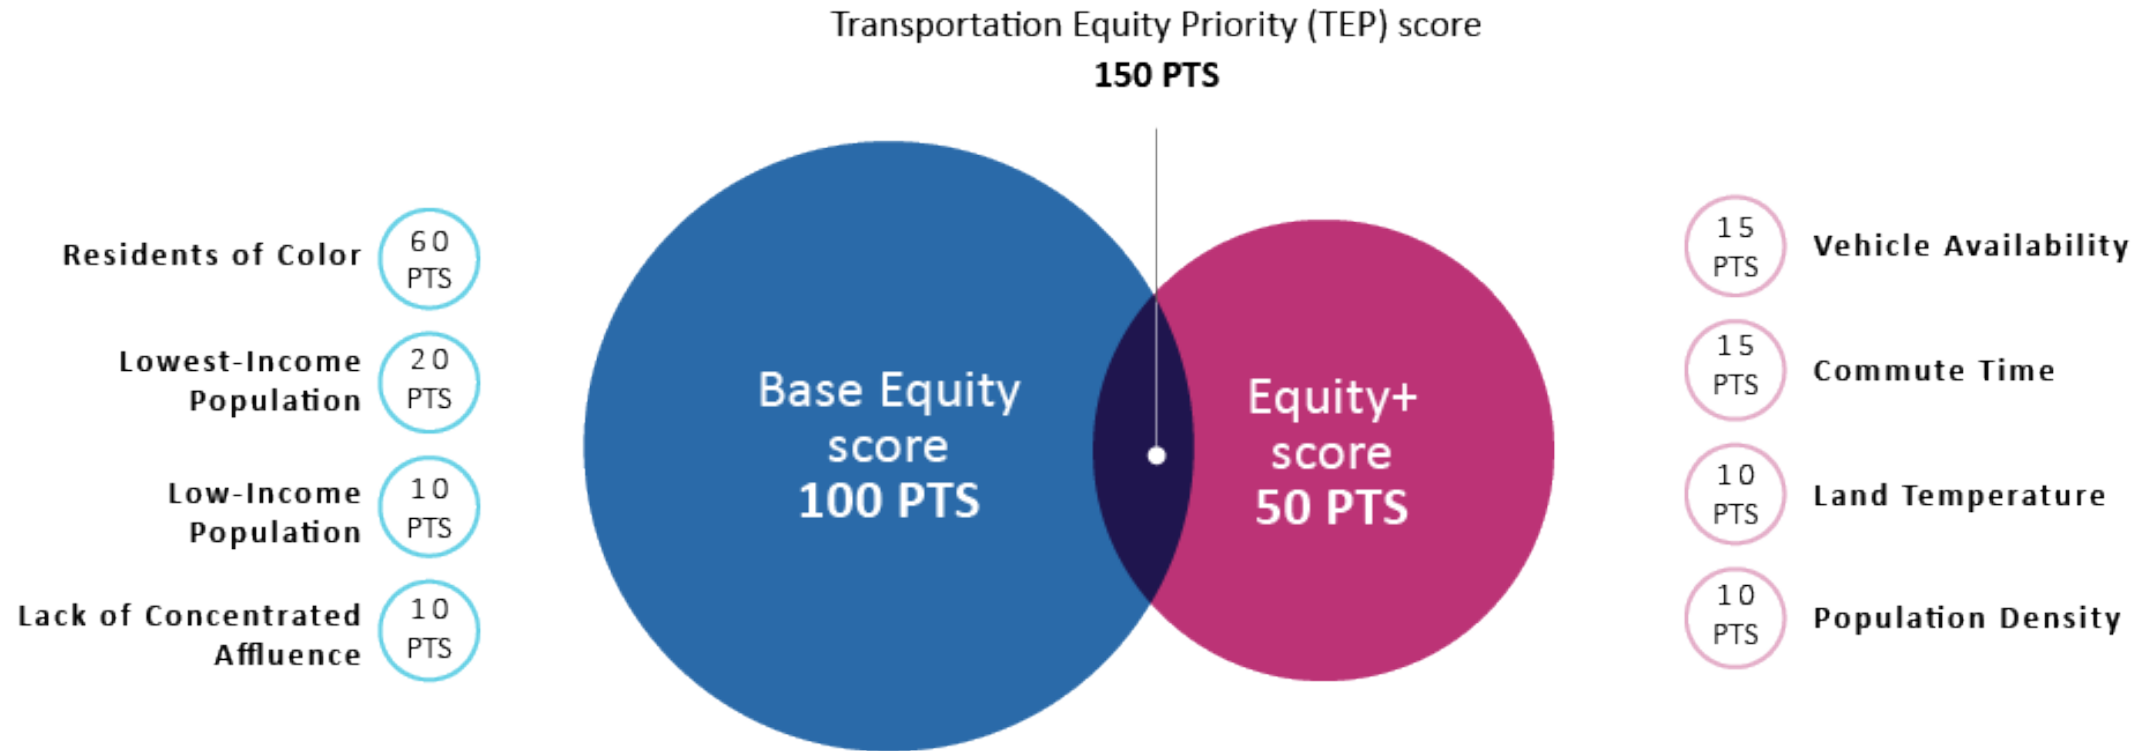 Transportation Equity Priority (TEP) score
150 PTS
Residents of Color
60
PTS
Lowest-Income
Population
20
PTS
Low-Income
Population
10
PTS
Lack of Concentrated
Affluence
10
PTS
Base Equity
score
100 PTS
Equity+
score
50 PTS
15
PTS
Vehicle Availability
15
PTS
Commute Time
10
PTS
Land Temperature
10
PTS
Population Density